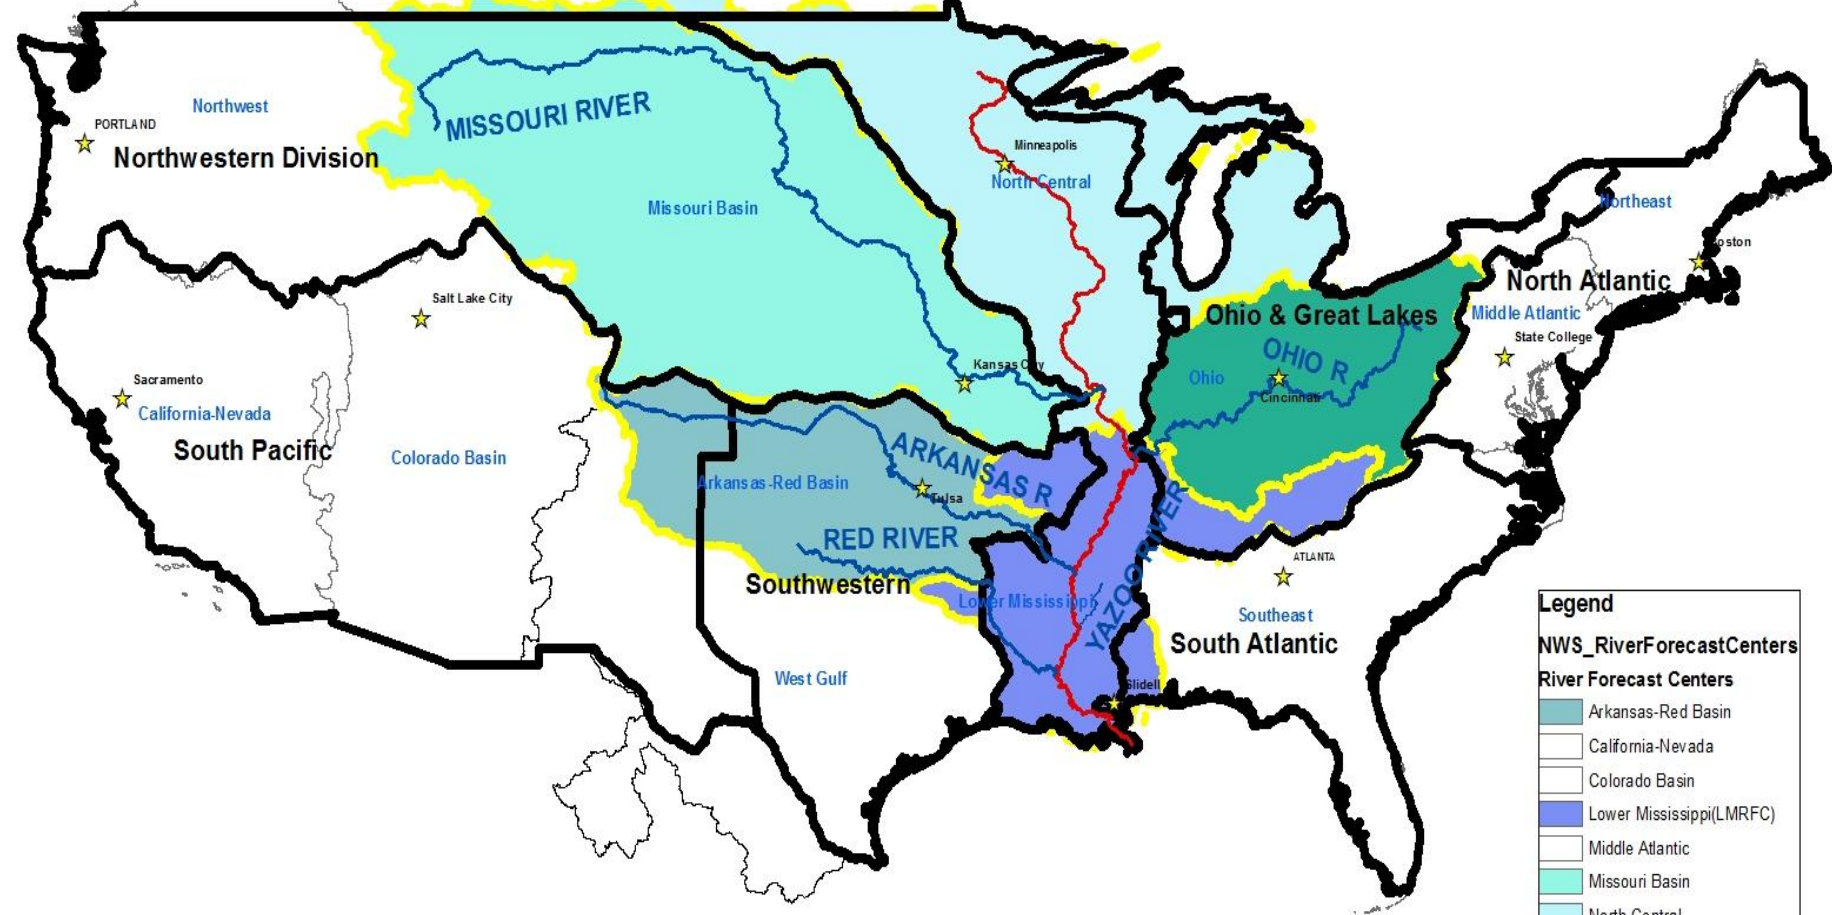 Northwest
PORTLAND
Northwestern Division
MISSOURI RIVER
Missouri Basin
Minneapolis
North Central
Northeast
oston
North Atlantic
Middle Atlantic
State College
Salt Lake City
Sacramento
California-Nevada
South Pacific
Colorado Basin
Kansas City
Ohio & Great Lakes
OHIO R
Ohio
Cincinnati
ARKANSAS R
Arkansas-Red Basin
Tulsa
RED RIVER
Southwestern
Lower Mississippi
YAZOO RIVER
ATLANTA
Southeast
South Atlantic
West Gulf
Slidell
Legend
NWS_RiverForecastCenters
River Forecast Centers
Arkansas-Red Basin
California-Nevada
Colorado Basin
Lower Mississippi(LMRFC)
Middle Atlantic
Missouri Basin
North Central